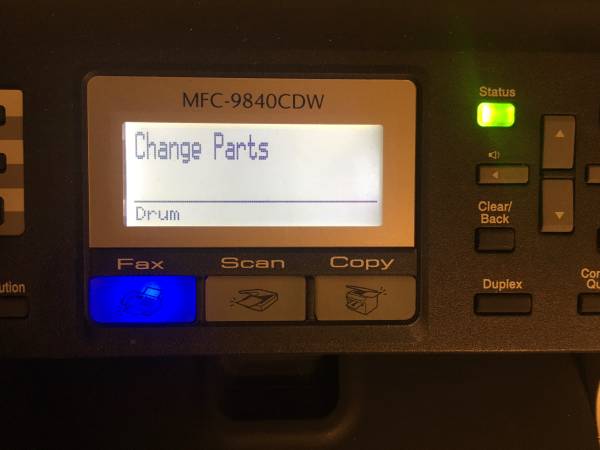 MFC-9840CDW
Status
Change Parts
Drum
Clear/
Back
Fax Scan Copy
Duplex